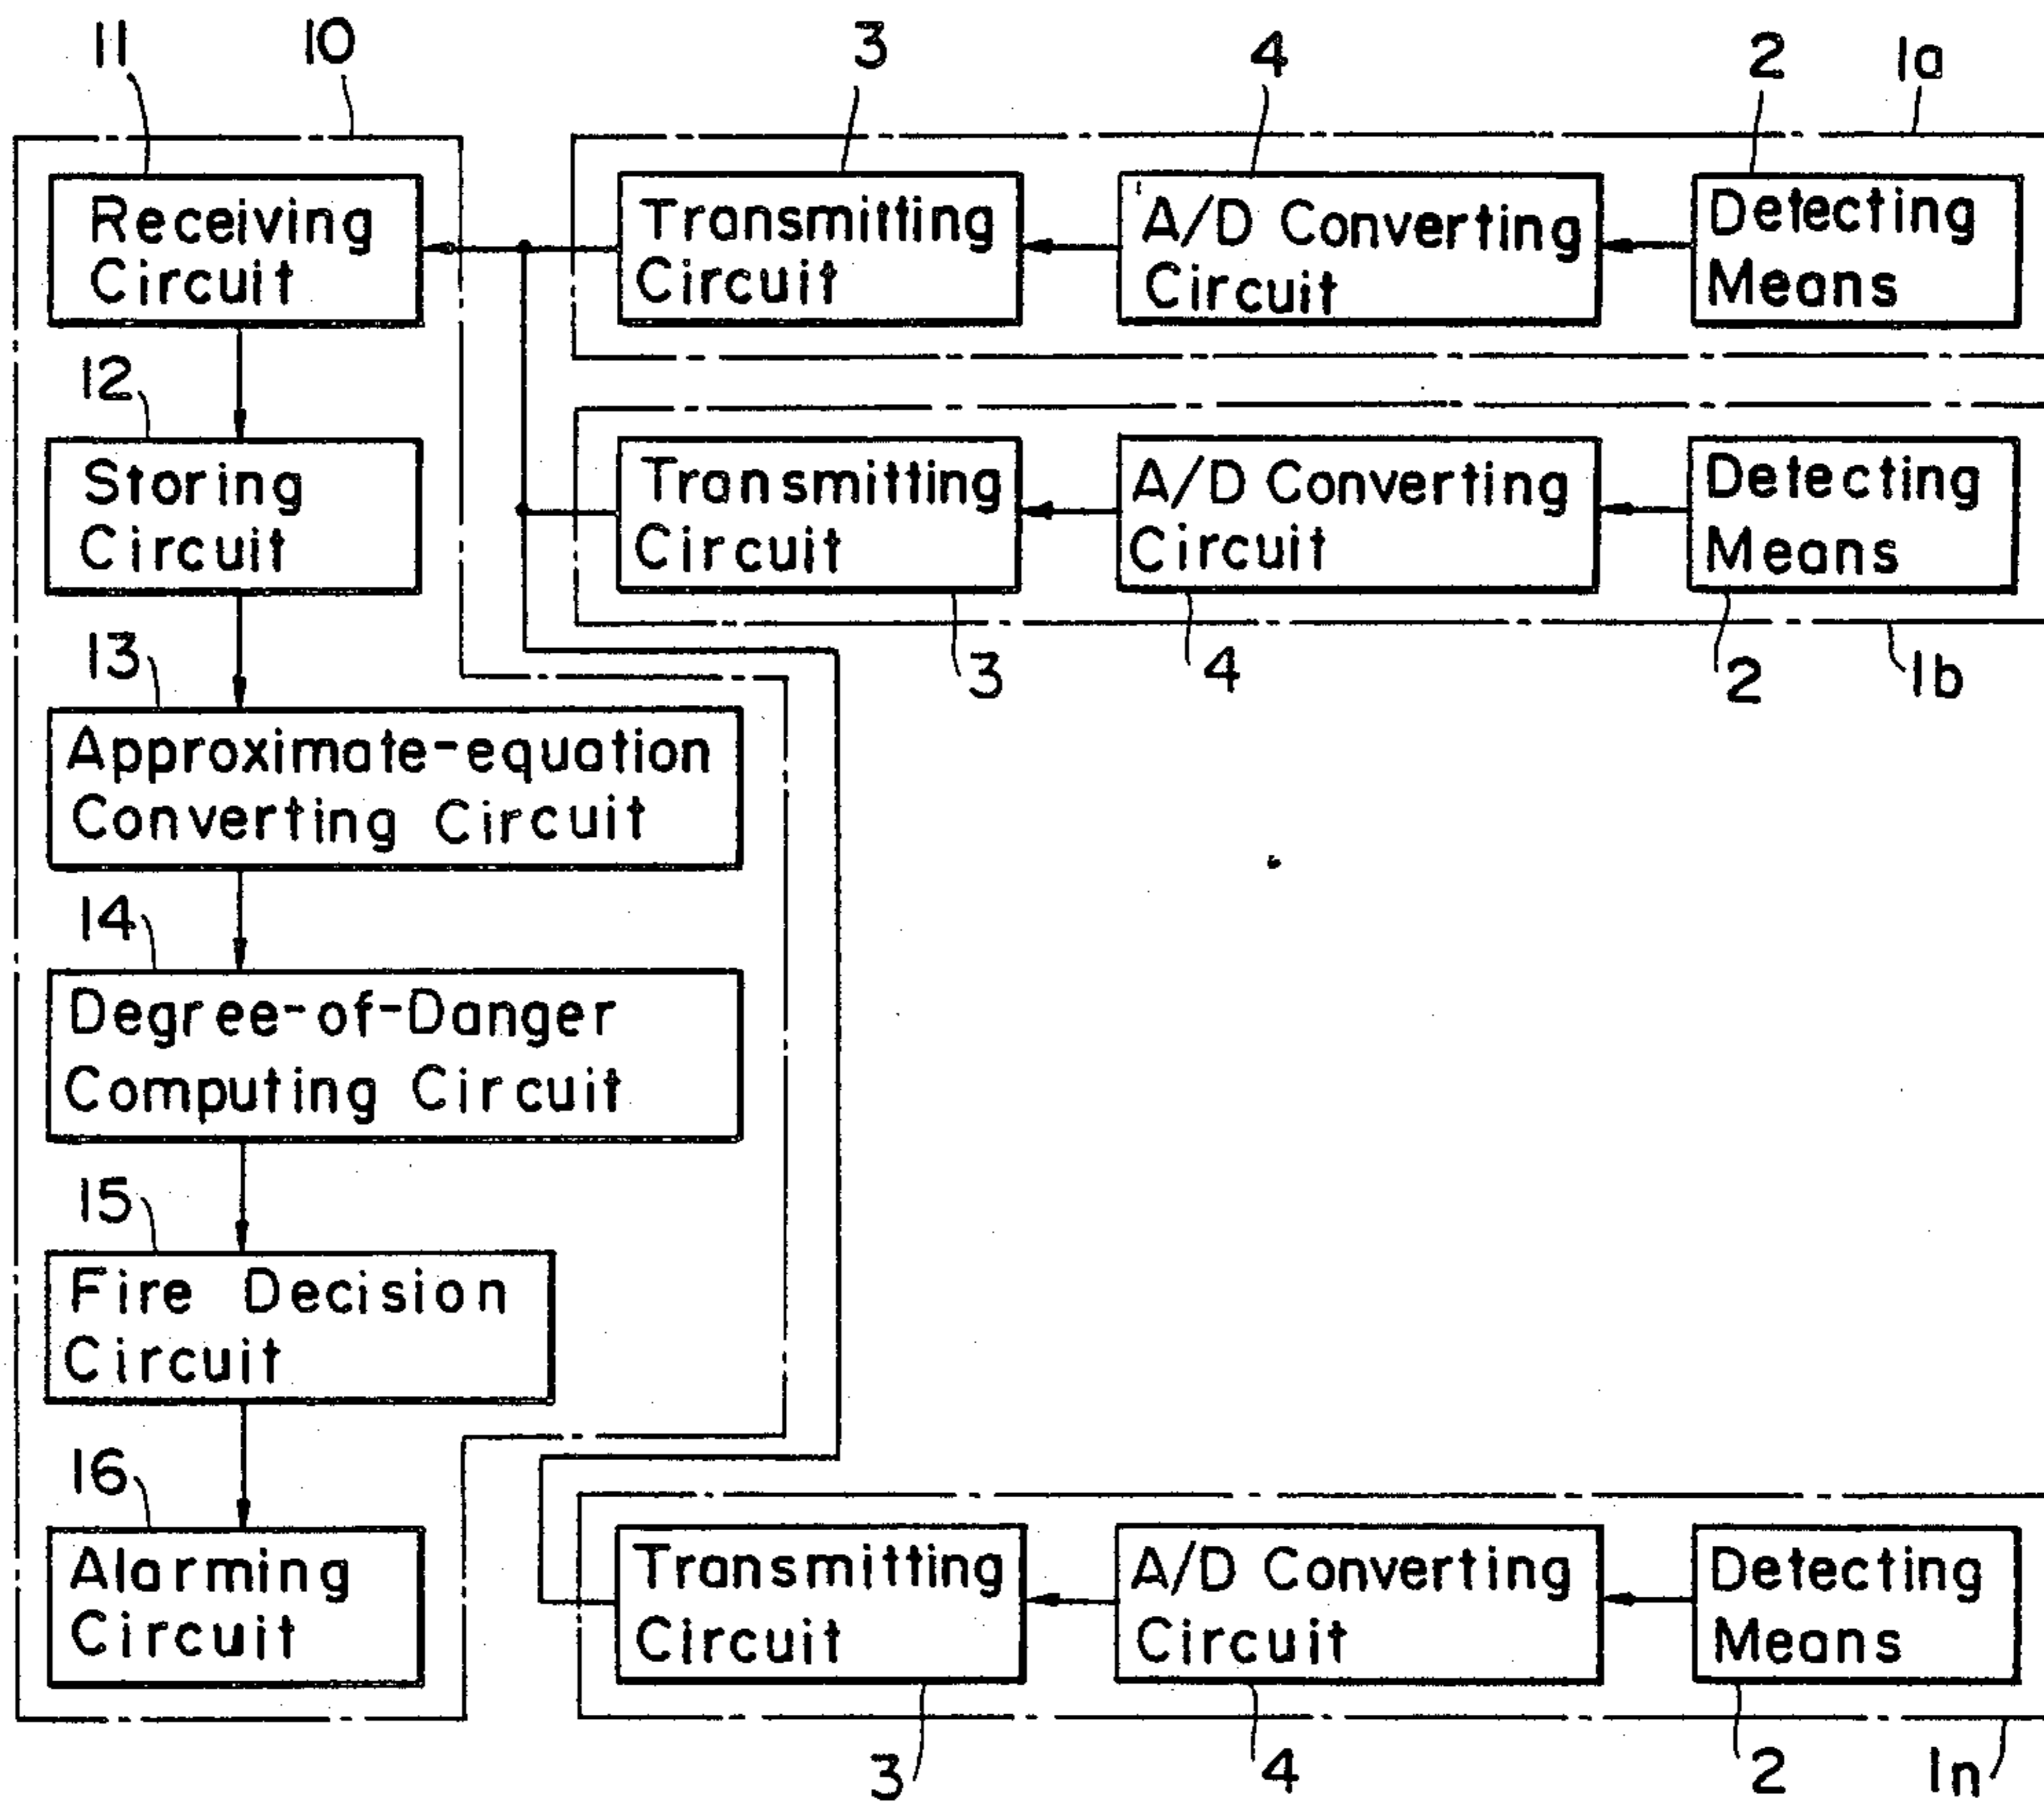 11
10
3
4
2
1a
Receiving
Circuit
Transmitting
Circuit
A/D Converting
Circuit
Detecting
Means
12
Storing
Circuit
Transmitting
Circuit
A/D Converting
Circuit
Detecting
Means
3
4
2
1b
13
Approximate-equation
Converting Circuit
14
Degree-of-Danger
Computing Circuit
15
Fire Decision
Circuit
16
Alarming
Circuit
Transmitting
Circuit
A/D Converting
Circuit
Detecting
Means
3
4
2
1n